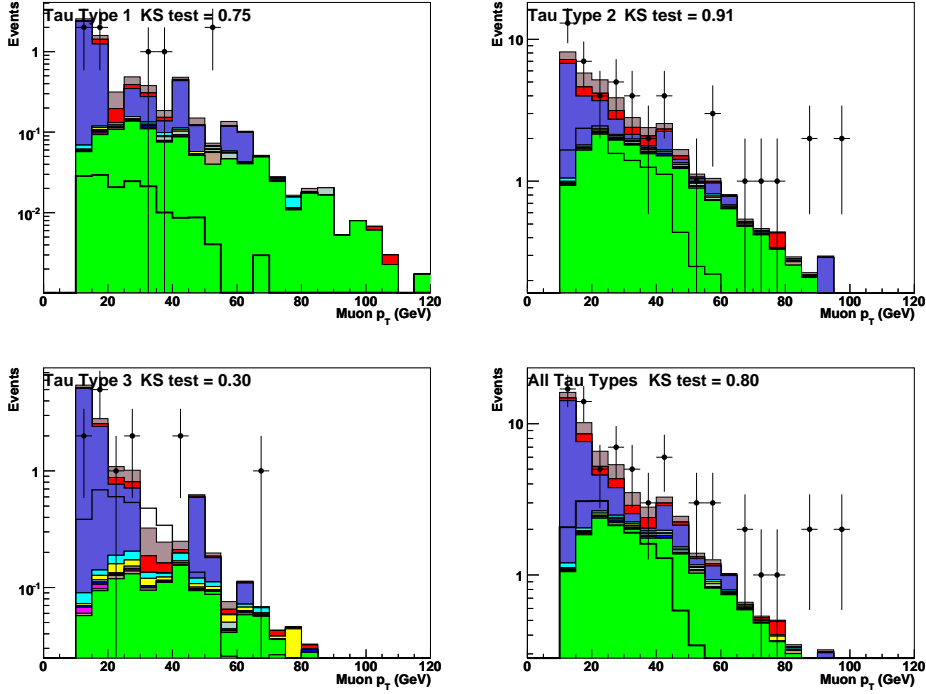 Tau Type 1 KS test = 0.75
Events
1
10^-1
10^-2
0 20 40 60 80 100 120
Muon p_T (GeV)
Tau Type 2 KS test = 0.91
Events
10
1
0 20 40 60 80 100 120
Muon p_T (GeV)
Tau Type 3 KS test = 0.30
Events
1
10^-1
0 20 40 60 80 100 120
Muon p_T (GeV)
All Tau Types KS test = 0.80
Events
10
1
0 20 40 60 80 100 120
Muon p_T (GeV)